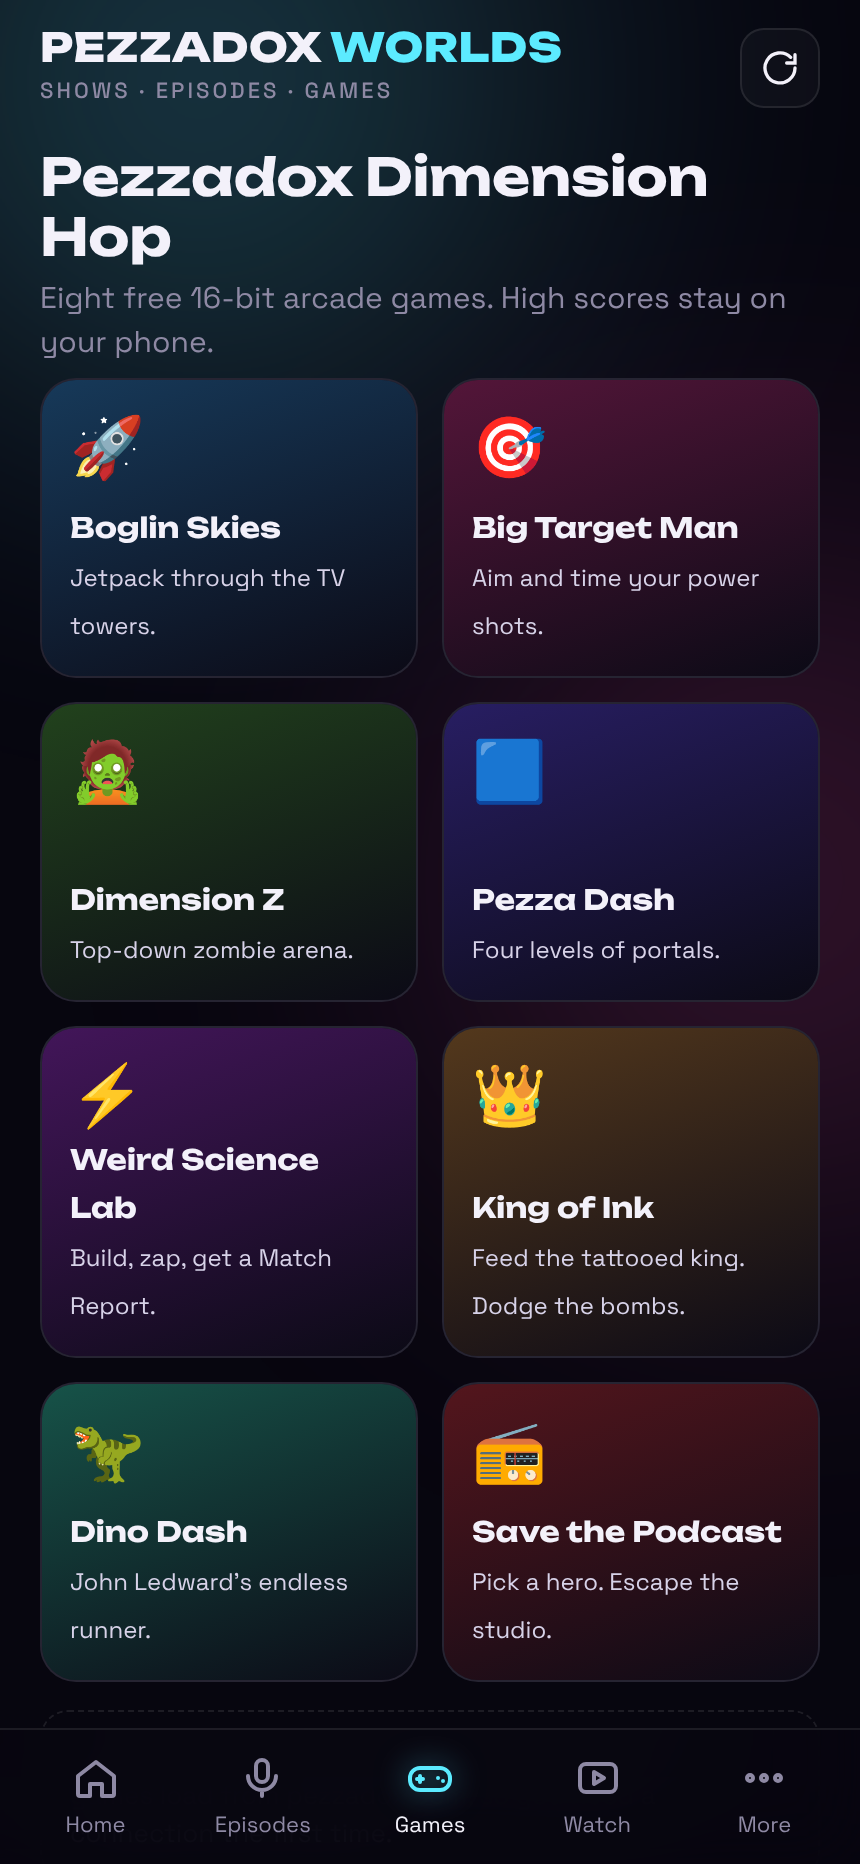 PEZZADOX WORLDS
SHOWS · EPISODES · GAMES
Pezzadox Dimension
Hop
Eight free 16-bit arcade games. High scores stay on
your phone.
Boglin Skies
Jetpack through the TV
towers.
Big Target Man
Aim and time your power
shots.
Dimension Z
Top-down zombie arena.
Pezza Dash
Four levels of portals.
Weird Science
Lab
Build, zap, get a Match
Report.
King of Ink
Feed the tattooed king.
Dodge the bombs.
Dino Dash
John Ledward's endless
runner.
Save the Podcast
Pick a hero. Escape the
studio.
connection the first time.
Home
Episodes
Games
Watch
More